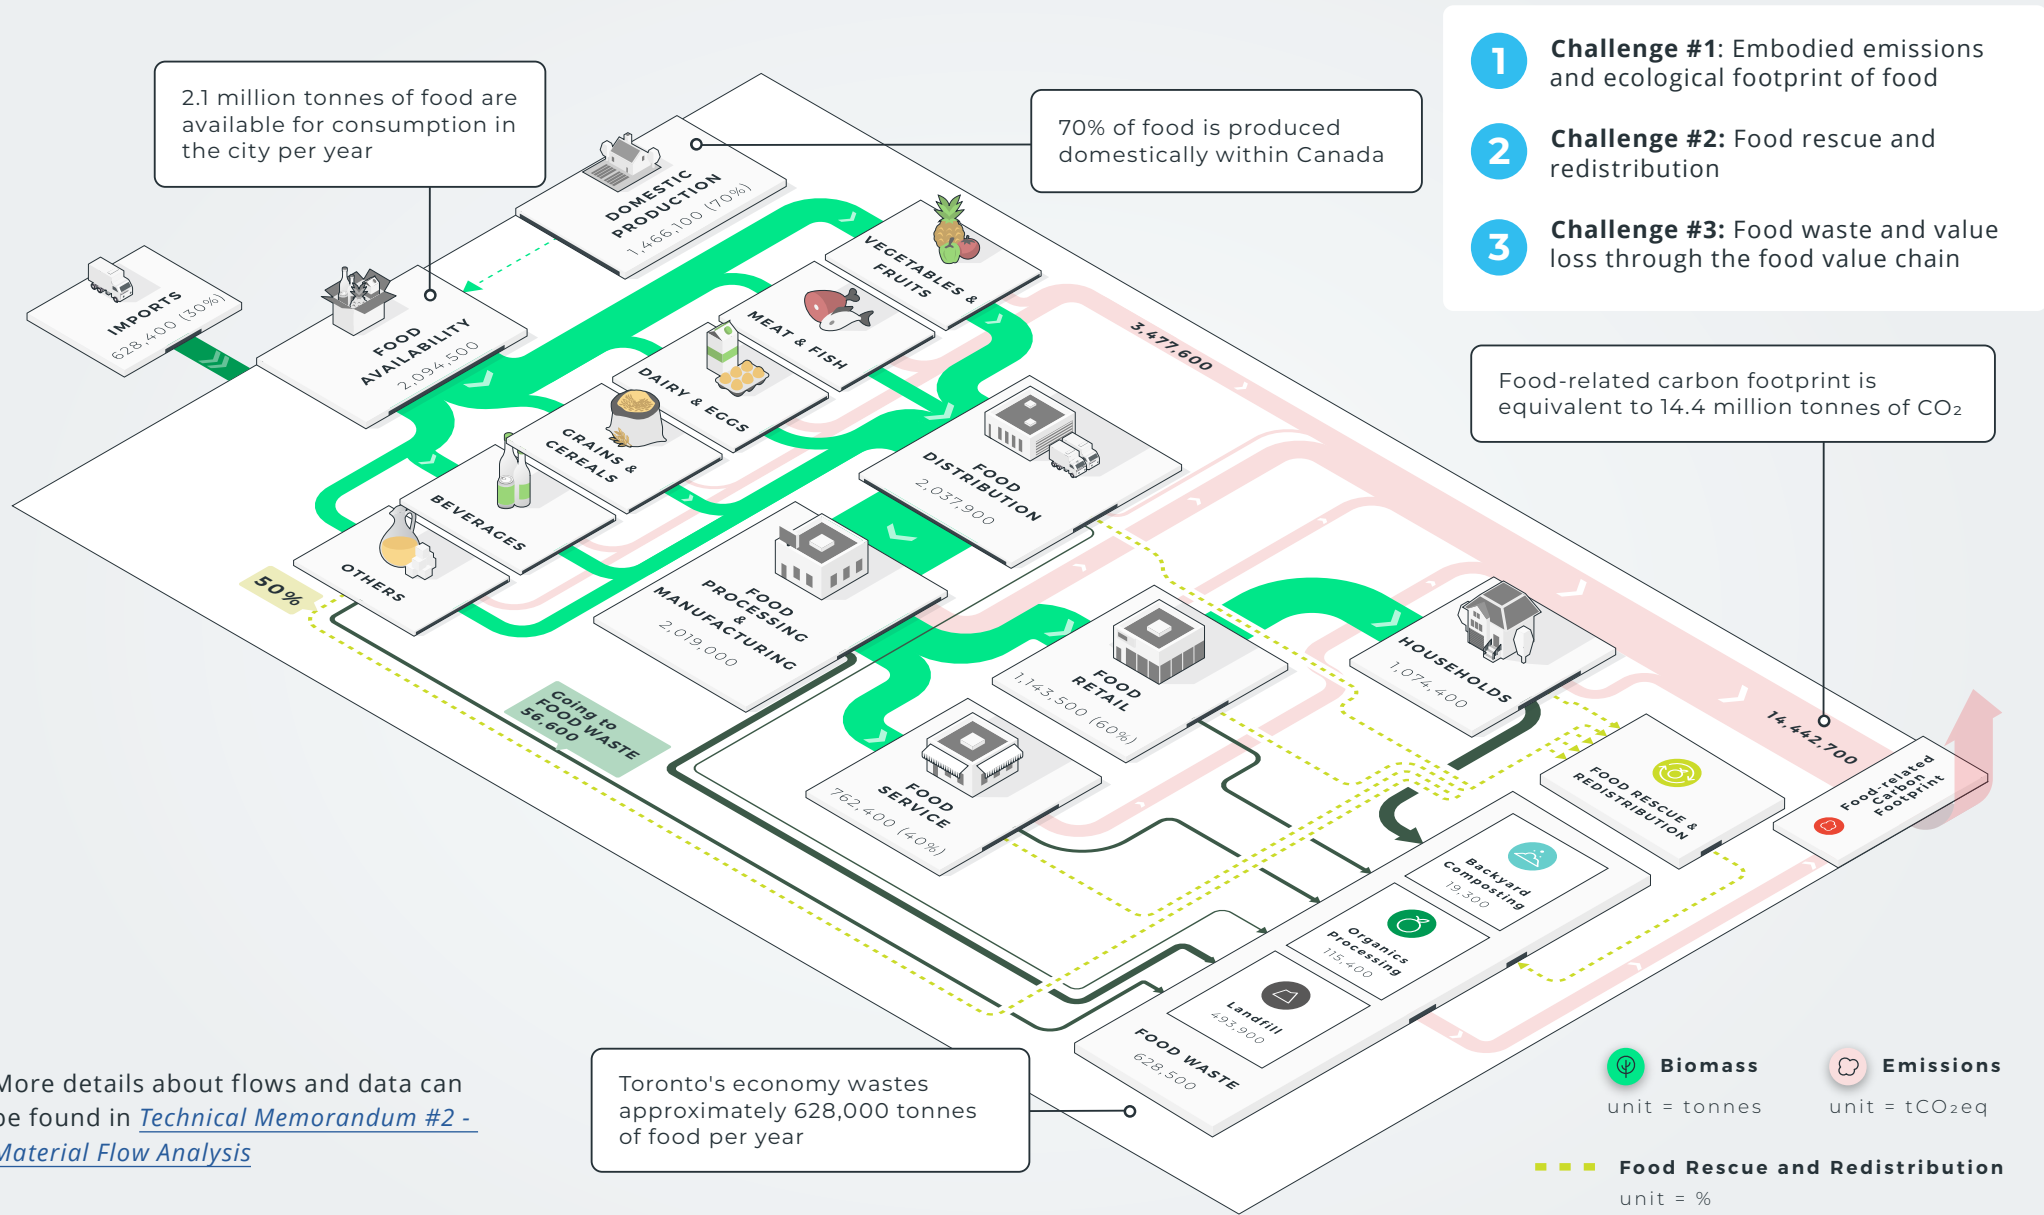 2.1 million tonnes of food are
available for consumption in
the city per year
70% of food is produced
domestically within Canada
1
Challenge #1: Embodied emissions
and ecological footprint of food
2
Challenge #2: Food rescue and
redistribution
3
Challenge #3: Food waste and value
loss through the food value chain
Food-related carbon footprint is
equivalent to 14.4 million tonnes of CO₂
DOMESTIC
PRODUCTION
1,466,100 (70%)
IMPORTS
628,400 (30%)
FOOD
AVAILABILITY
2,094,500
VEGETABLES &
FRUITS
MEAT & FISH
DAIRY & EGGS
GRAINS &
CEREALS
BEVERAGES
OTHERS
3,477,600
FOOD
DISTRIBUTION
2,037,900
FOOD
PROCESSING
&
MANUFACTURING
2,019,000
50%
Going to
FOOD WASTE
56,600
FOOD
RETAIL
1,143,500 (60%)
FOOD
SERVICE
762,400 (40%)
HOUSEHOLDS
1,074,400
14,442,700
FOOD RESCUE &
REDISTRIBUTION
Food-related
Carbon
Footprint
Backyard
Composting
19,300
Organics
Processing
115,400
Landfill
493,900
FOOD WASTE
628,500
Toronto's economy wastes
approximately 628,000 tonnes
of food per year
More details about flows and data can
be found in Technical Memorandum #2 -
Material Flow Analysis
Biomass
unit = tonnes
Emissions
unit = tCO₂eq
Food Rescue and Redistribution
unit = %